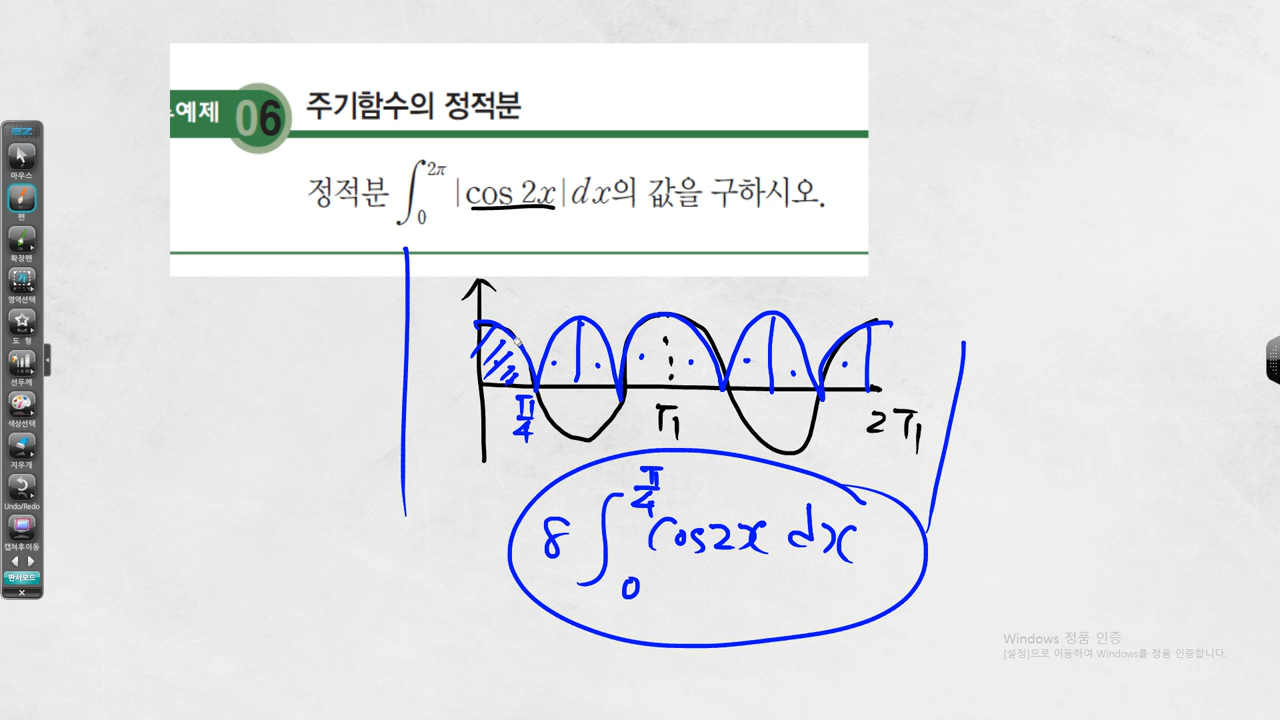 수예제 06 주기함수의 정적분
정적분 ∫₀^{2π} |cos 2x|dx의 값을 구하시오.
EZ
마우스
펜
확장펜
영역선택
도 형
선두께
색상선택
지우개
Undo/Redo
캡쳐후이동
판서모드
×
π/4 π 2π
8 ∫₀^{π/4} cos2x dx
Windows 정품 인증
[설정]으로 이동하여 Windows를 정품 인증합니다.